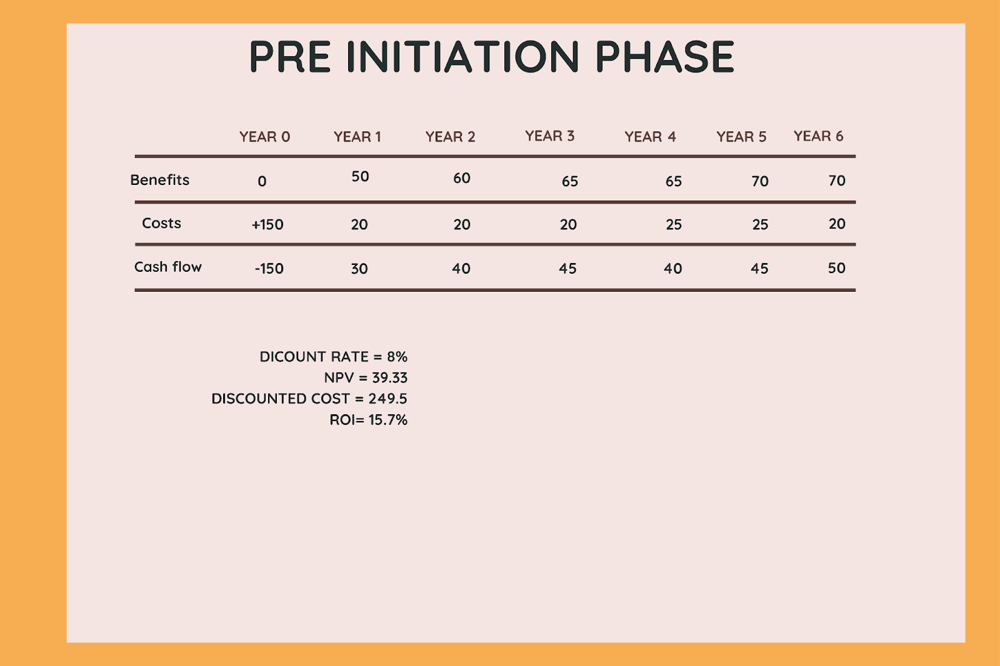 PRE INITIATION PHASE
YEAR 0 YEAR 1 YEAR 2 YEAR 3 YEAR 4 YEAR 5 YEAR 6
Benefits 0 50 60 65 65 70 70
Costs +150 20 20 20 25 25 20
Cash flow -150 30 40 45 40 45 50
DICOUNT RATE = 8%
NPV = 39.33
DISCOUNTED COST = 249.5
ROI= 15.7%